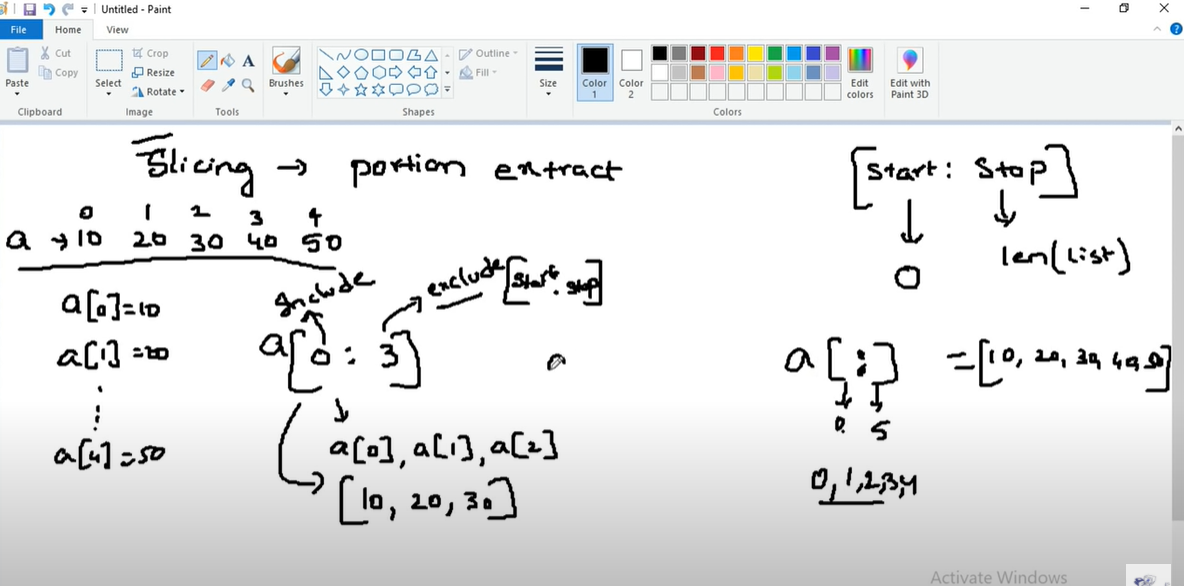 Untitled - Paint
File Home View
Paste
Cut
Copy
Clipboard
Select
Crop
Resize
Rotate
Image
A
Tools
Brushes
Shapes
Outline
Fill
Size
Color 1
Color 2
Colors
Edit colors
Edit with Paint 3D
Slicing → portion extract
0 1 2 3 4
a → 10 20 30 40 50
a[0]=10
a[1]=20
a[4]=50
Include
exclude [Start: stop]
a[0:3]
a[0], a[1], a[2]
[10, 20, 30]
[Start: Stop]
0
len(List)
a[:] =[10, 20, 30, 40, 50]
0 5
0,1,2,3,4
Activate Windows